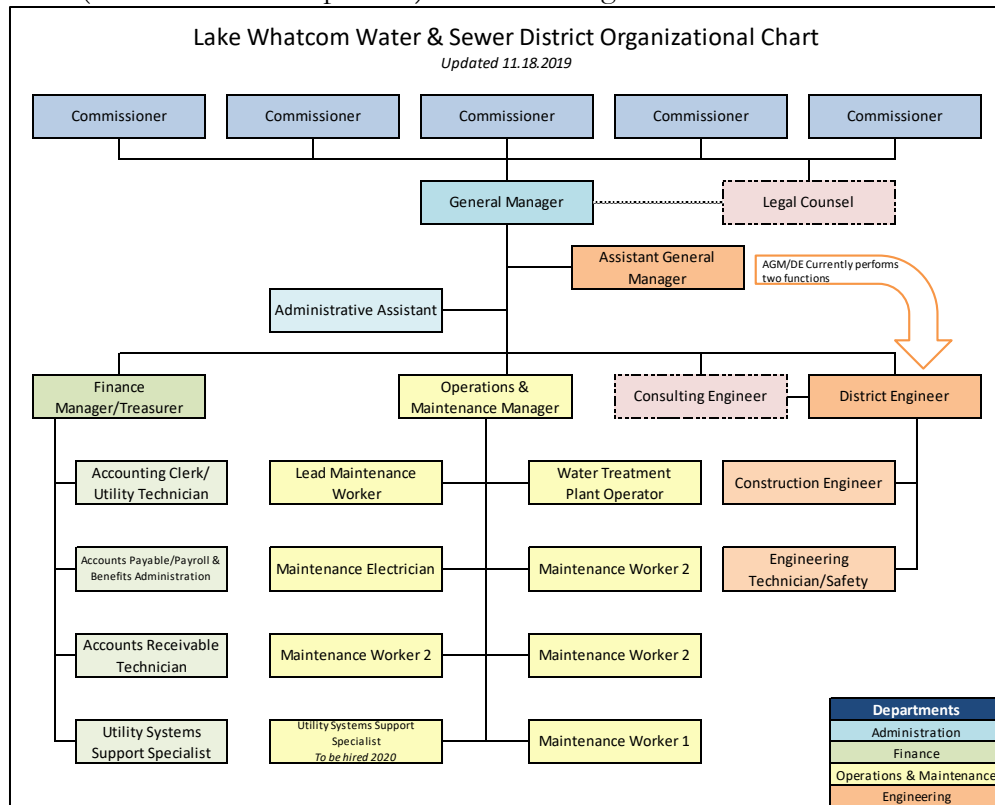 Lake Whatcom Water & Sewer District Organizational Chart
Updated 11.18.2019
Commissioner
Commissioner
Commissioner
Commissioner
Commissioner
General Manager
Legal Counsel
Assistant General
Manager
AGM/DE Currently performs
two functions
Administrative Assistant
Finance
Manager/Treasurer
Operations &
Maintenance Manager
Consulting Engineer
District Engineer
Accounting Clerk/
Utility Technician
Lead Maintenance
Worker
Water Treatment
Plant Operator
Construction Engineer
Accounts Payable/Payroll &
Benefits Administration
Maintenance Electrician
Maintenance Worker 2
Engineering
Technician/Safety
Accounts Receivable
Technician
Maintenance Worker 2
Maintenance Worker 2
Utility Systems
Support Specialist
Utility Systems Support
Specialist
To be hired 2020
Maintenance Worker 1
Departments
Administration
Finance
Operations & Maintenance
Engineering